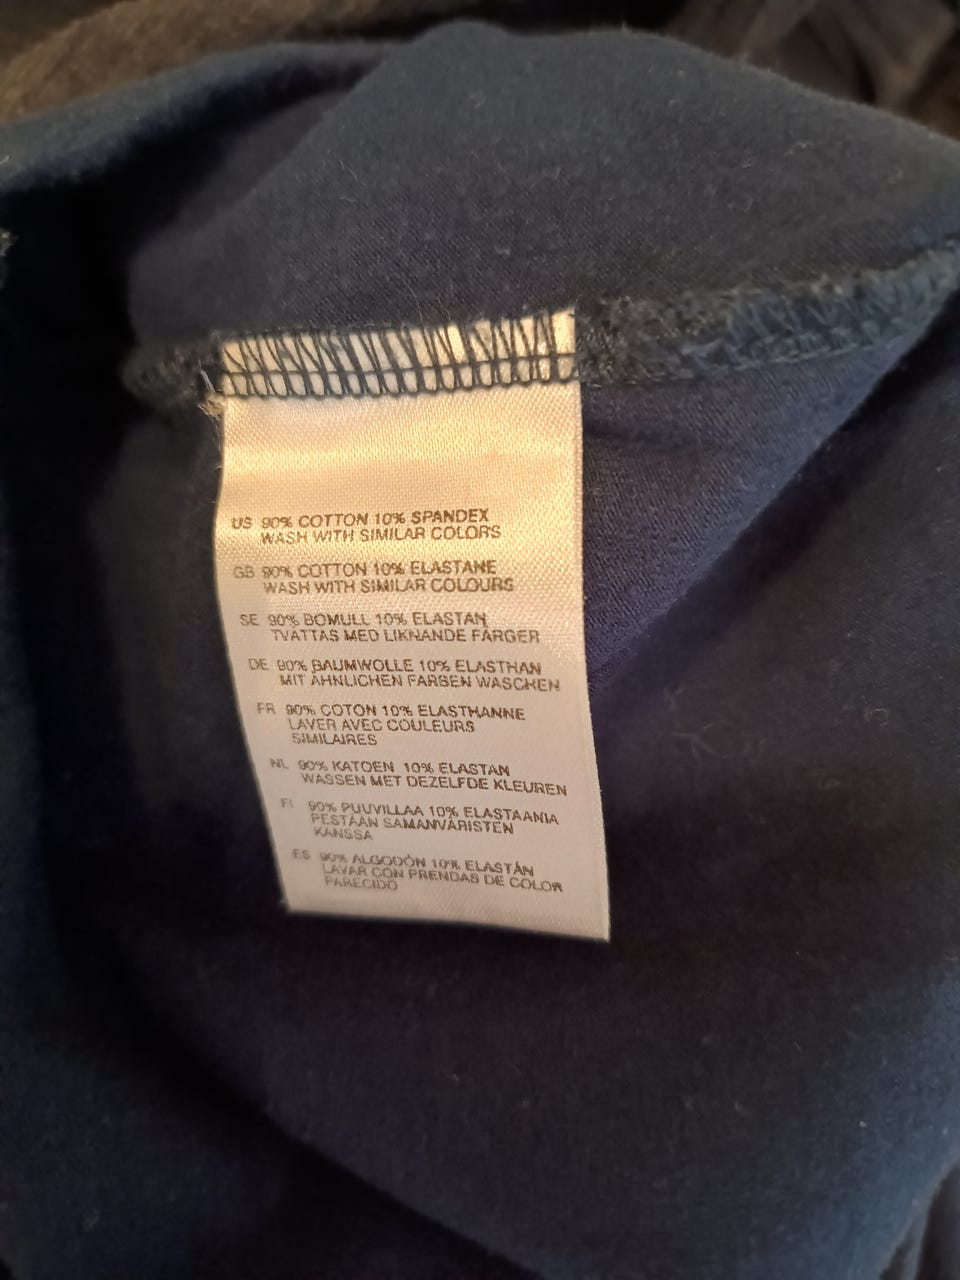 US 90% COTTON 10% SPANDEX
WASH WITH SIMILAR COLORS
GB 90% COTTON 10% ELASTANE
WASH WITH SIMILAR COLOURS
SE 90% BOMULL 10% ELASTAN
TVÄTTAS MED LIKNANDE FÄRGER
DE 90% BAUMWOLLE 10% ELASTHAN
MIT ÄHNLICHEN FARBEN WASCHEN
FR 90% COTON 10% ELASTHANNE
LAVER AVEC COULEURS
SIMILAIRES
NL 90% KATOEN 10% ELASTAN
WASSEN MET DEZELFDE KLEUREN
FI 90% PUUVILLAA 10% ELASTAANIA
PESTÄÄN SAMANVÄRISTEN
KANSSA
ES 90% ALGODÓN 10% ELASTÁN
LAVAR CON PRENDAS DE COLOR
PARECIDO